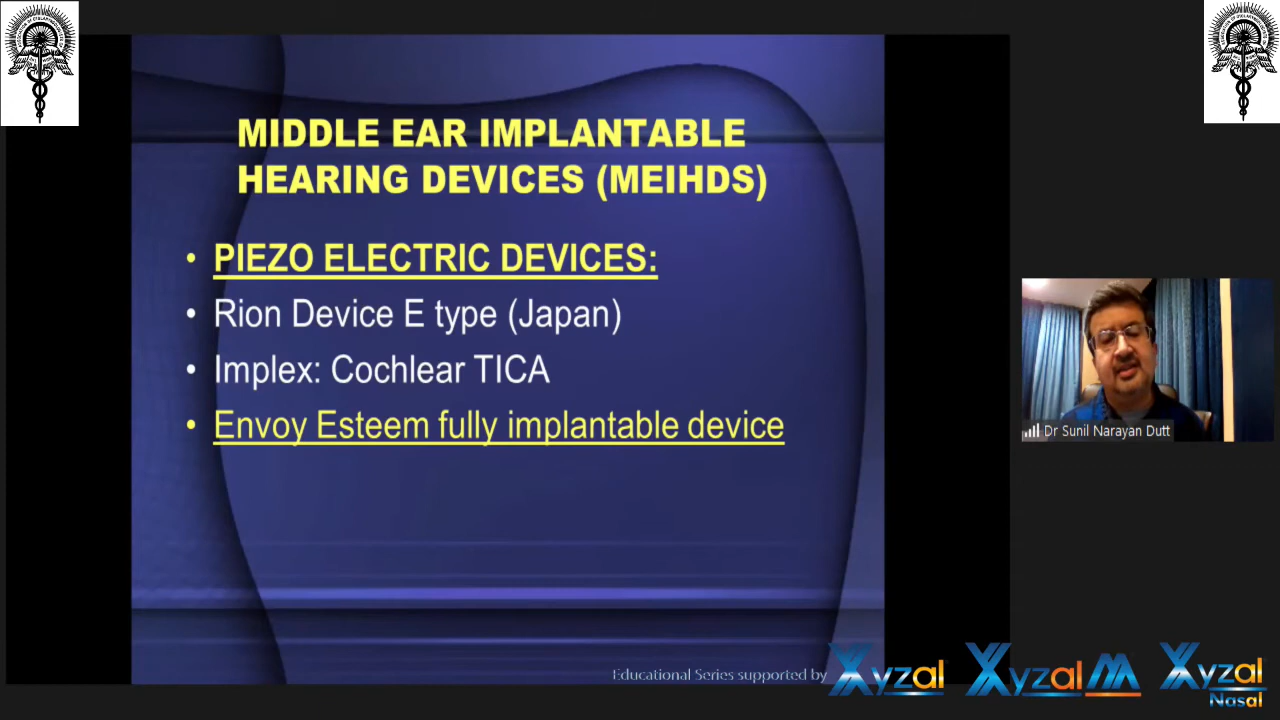 MIDDLE EAR IMPLANTABLE
HEARING DEVICES (MEIHDS)
• PIEZO ELECTRIC DEVICES:
• Rion Device E type (Japan)
• Implex: Cochlear TICA
• Envoy Esteem fully implantable device
Dr Sunil Narayan Dutt
Educational Series supported by
Xyzal
Xyzal M
Xyzal
Nasal